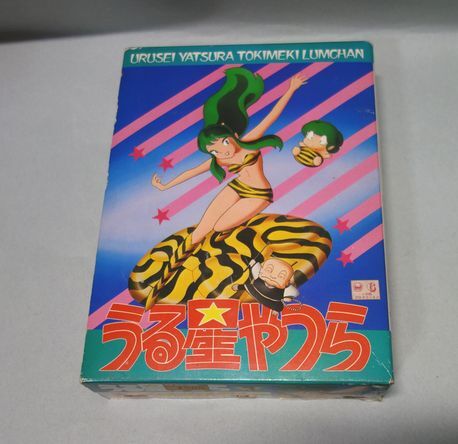 URUSEI YATSURA TOKIMEKI LUMCHAN
うる星やつら